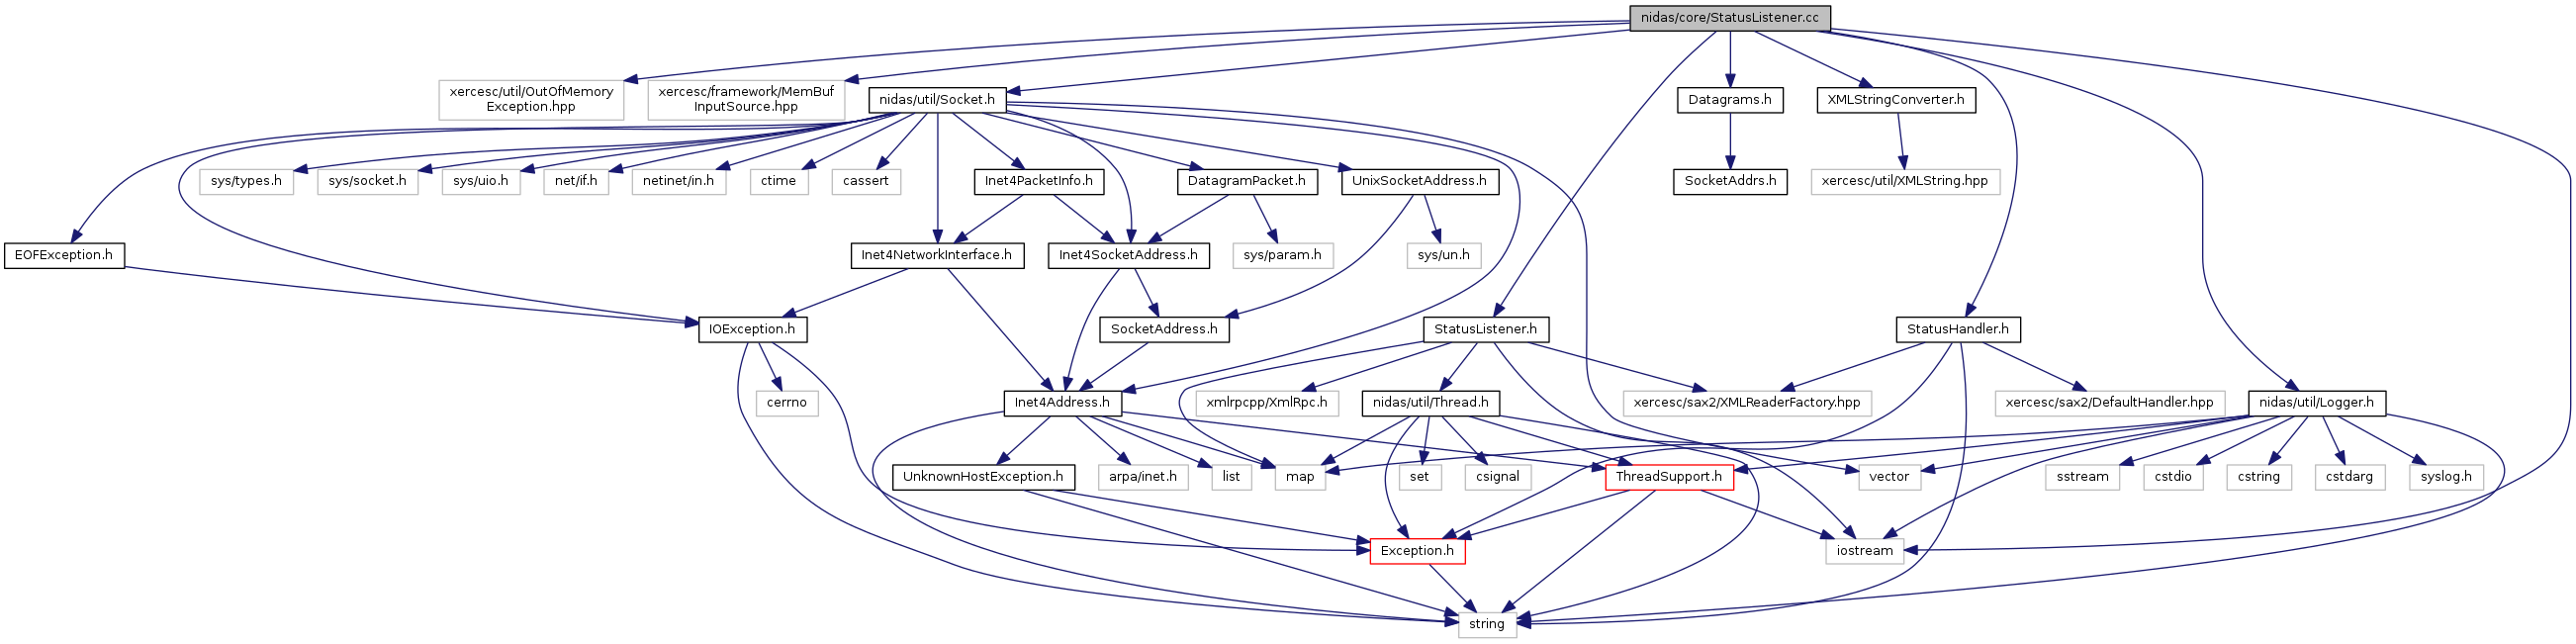 nidas/core/StatusListener.cc
xercesc/util/OutOfMemory
Exception.hpp
xercesc/framework/MemBuf
InputSource.hpp
nidas/util/Socket.h
Datagrams.h
XMLStringConverter.h
sys/types.h
sys/socket.h
sys/uio.h
net/if.h
netinet/in.h
ctime
cassert
Inet4PacketInfo.h
DatagramPacket.h
UnixSocketAddress.h
SocketAddrs.h
xercesc/util/XMLString.hpp
EOFException.h
Inet4NetworkInterface.h
Inet4SocketAddress.h
sys/param.h
sys/un.h
IOException.h
SocketAddress.h
StatusListener.h
StatusHandler.h
cerrno
Inet4Address.h
xmlrpcpp/XmlRpc.h
nidas/util/Thread.h
xercesc/sax2/XMLReaderFactory.hpp
xercesc/sax2/DefaultHandler.hpp
nidas/util/Logger.h
UnknownHostException.h
arpa/inet.h
list
map
set
csignal
ThreadSupport.h
vector
sstream
cstdio
cstring
cstdarg
syslog.h
Exception.h
iostream
string